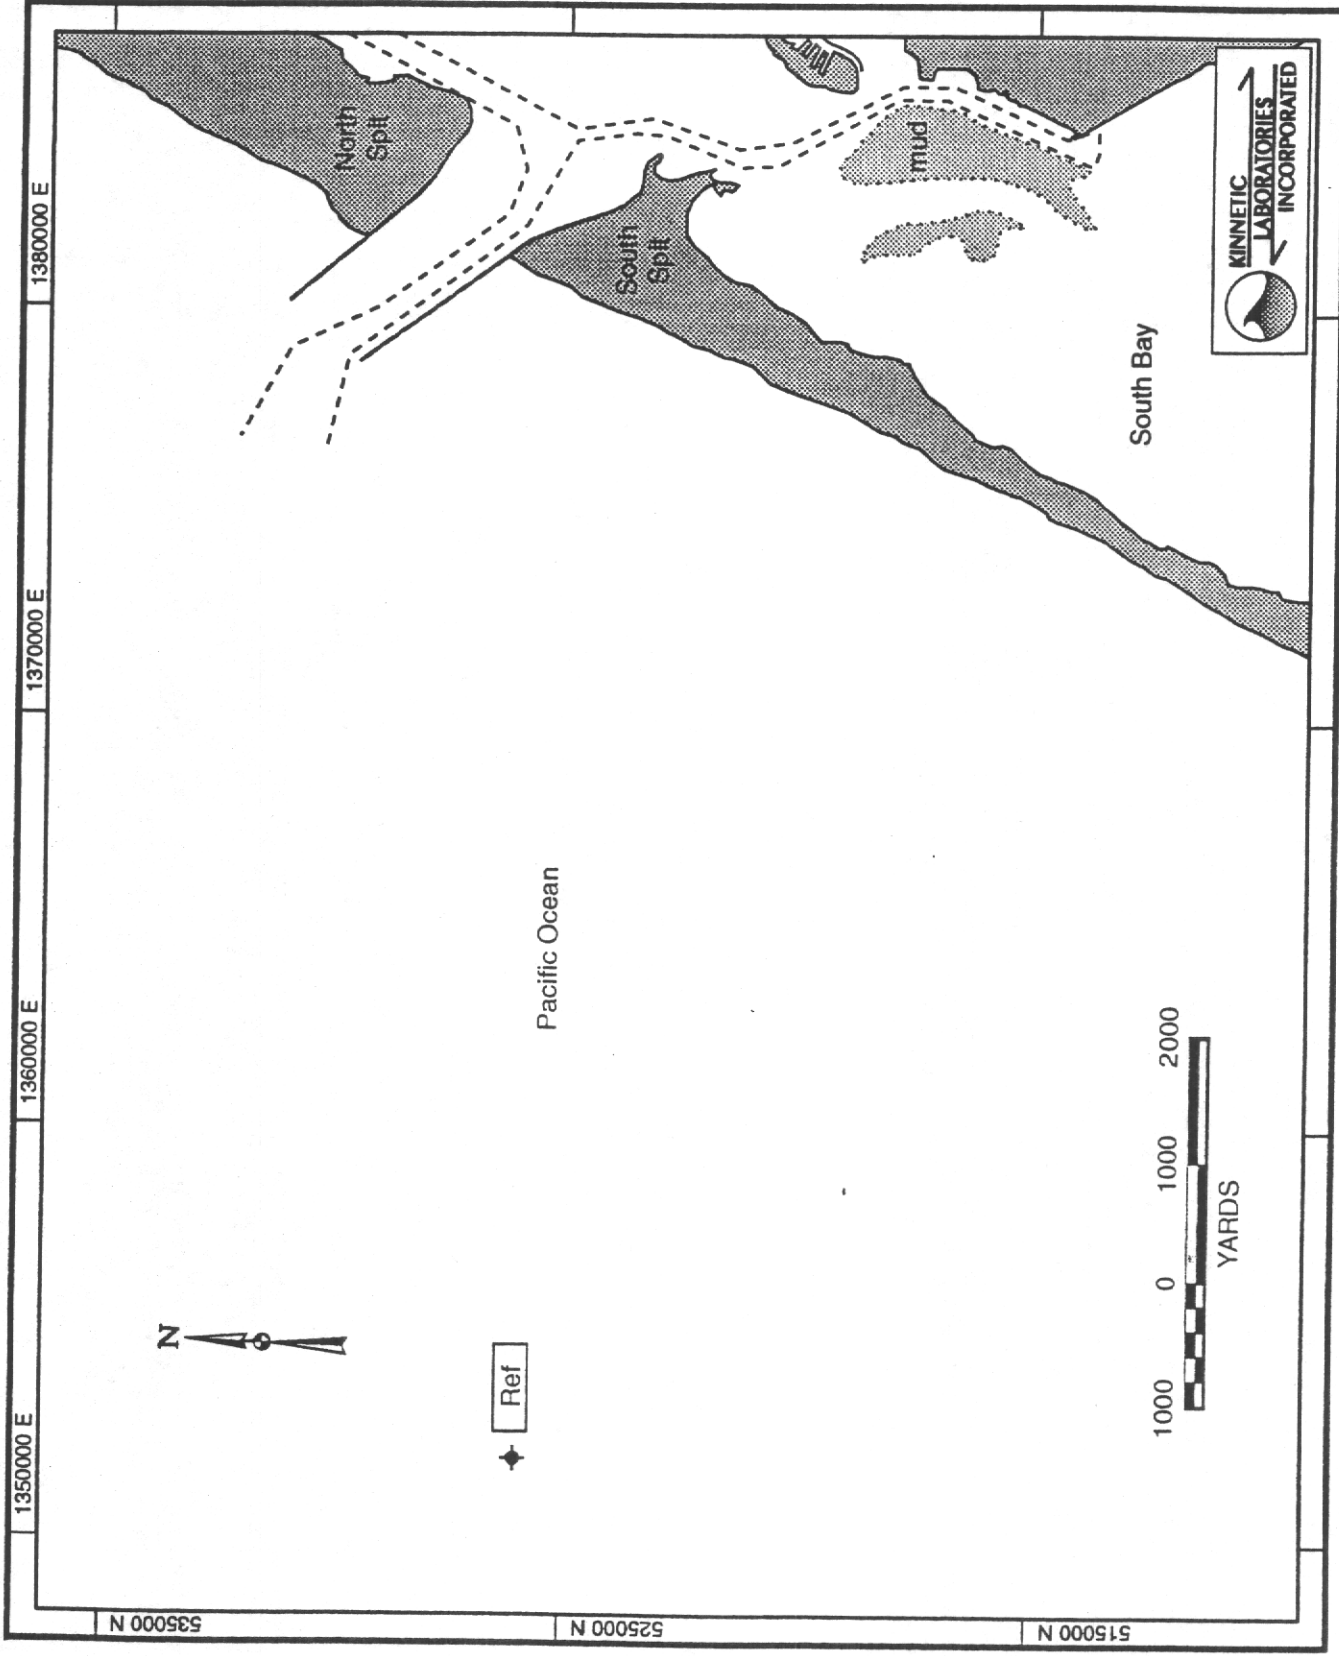 1350000 E
1360000 E
1370000 E
1380000 E
535000 N
525000 N
515000 N
N
North
Spit
South
Spit
mud
Pacific Ocean
South Bay
Ref
1000
0
1000
2000
YARDS
KINNETIC
LABORATORIES
INCORPORATED